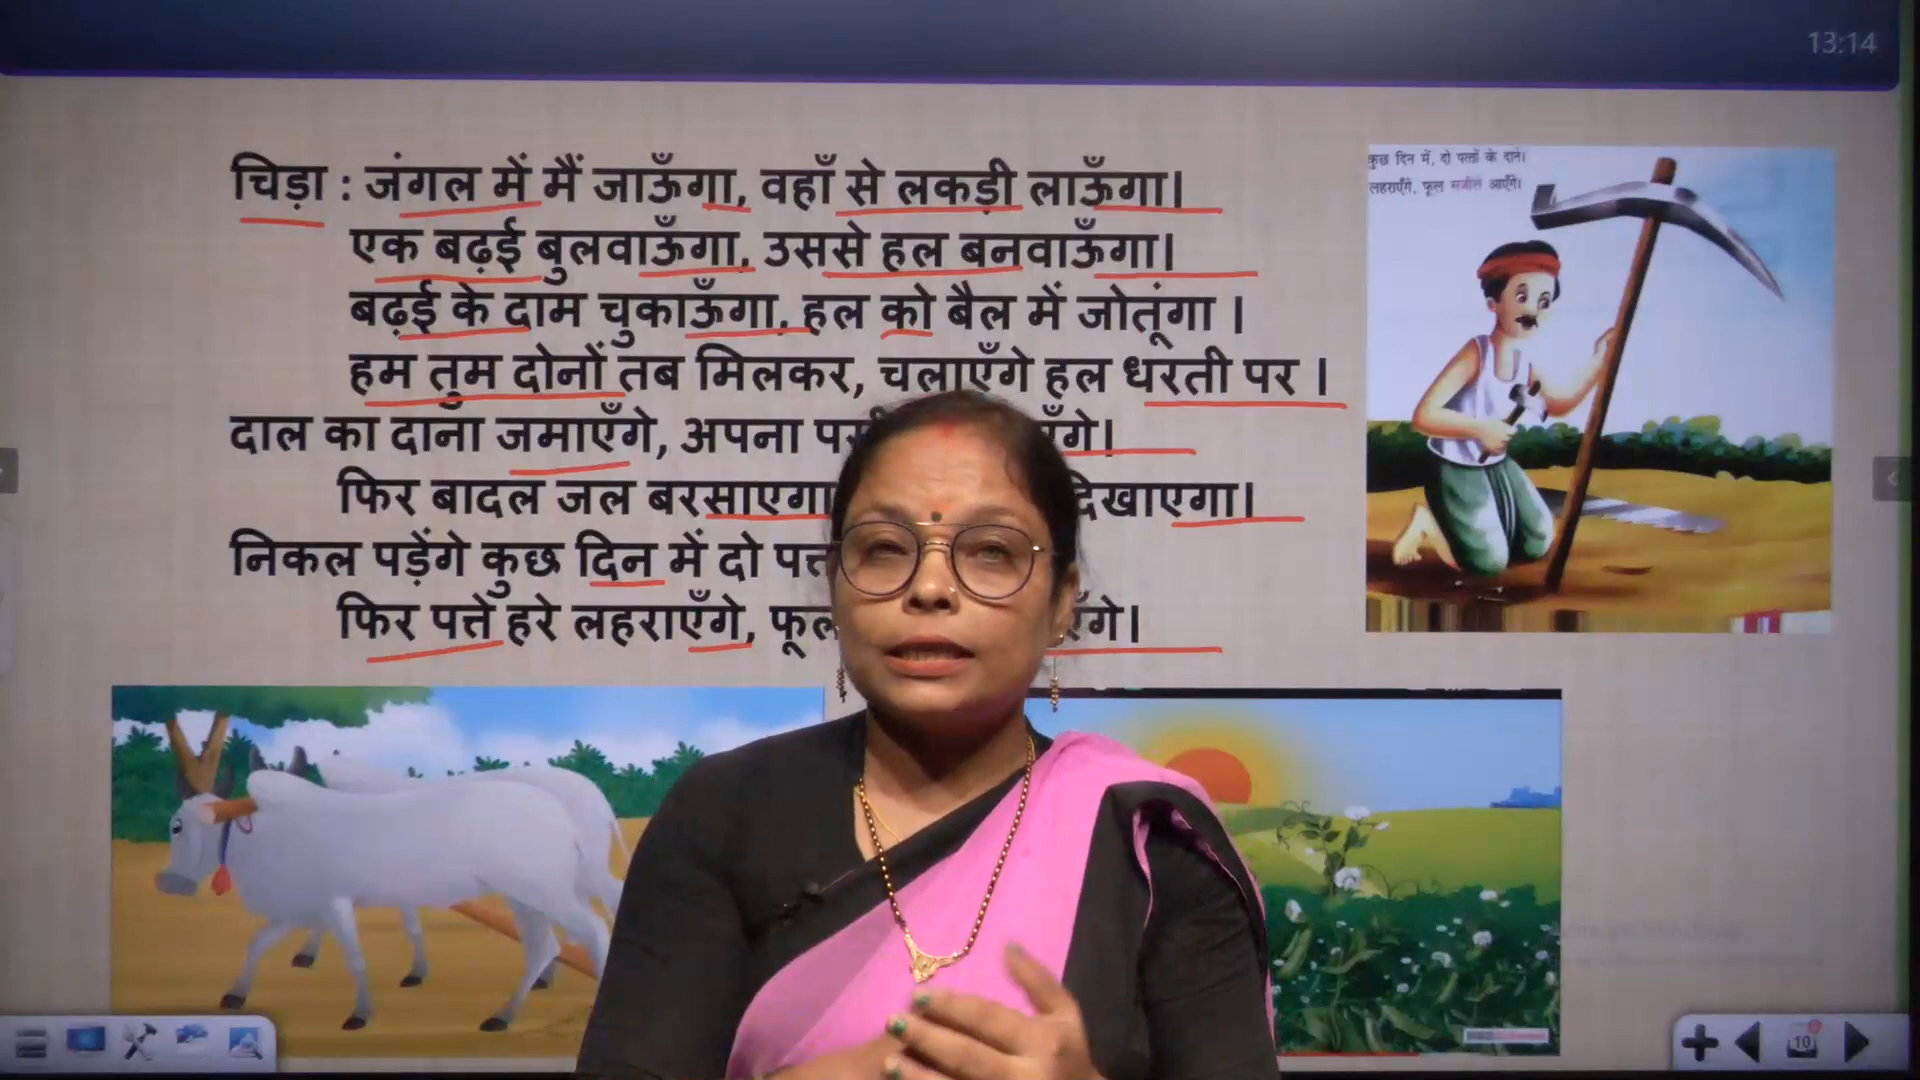 13:14
चिड़ा : जंगल में मैं जाऊँगा, वहाँ से लकड़ी लाऊँगा।
एक बढ़ई बुलवाऊँगा, उससे हल बनवाऊँगा।
बढ़ई के दाम चुकाऊँगा, हल को बैल में जोतूंगा ।
हम तुम दोनों तब मिलकर, चलाएँगे हल धरती पर ।
दाल का दाना जमाएँगे, अपना
फिर बादल जल बरसाएगा दिखाएगा।
निकल पड़ेंगे कुछ दिन में दो
फिर पत्ते हरे लहराएँगे,
कुछ दिन में, दो पत्तों के दाने।
लहराएँगे, फूल सजीले आएँगे।
10